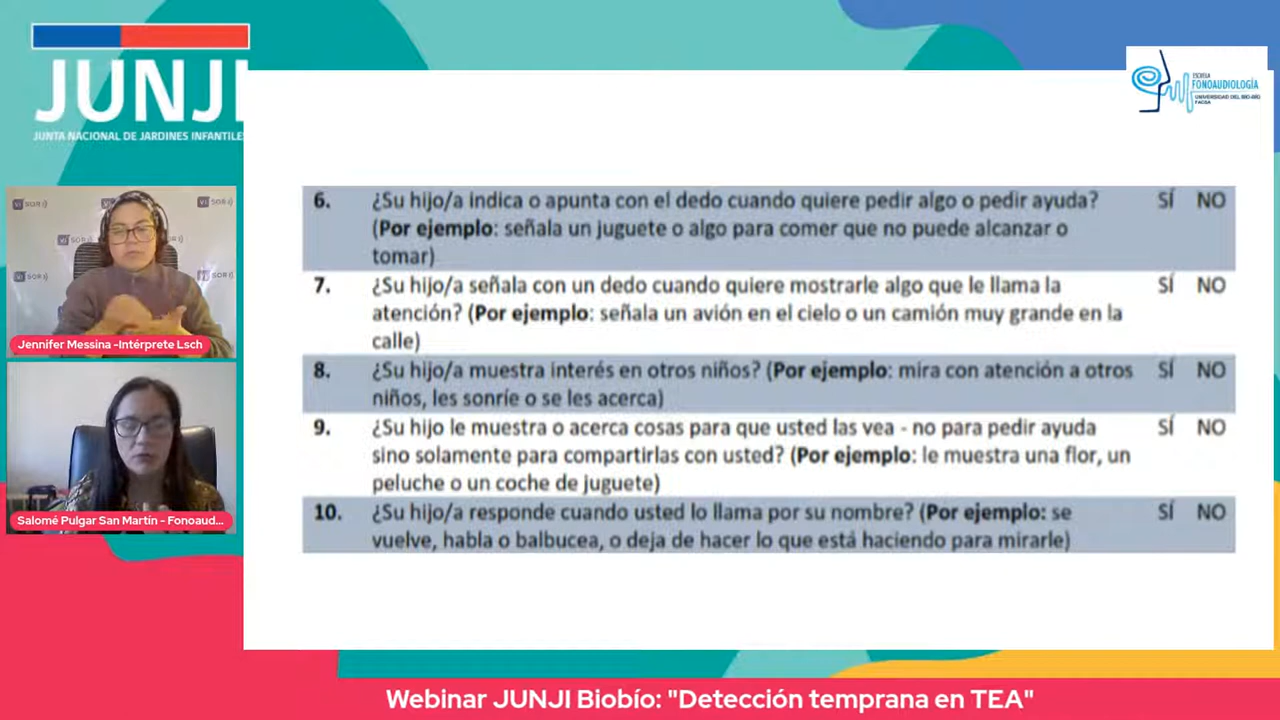 JUNJI
JUNTA NACIONAL DE JARDINES INFANTILES
ESCUELA
FONOAUDIOLOGÍA
UNIVERSIDAD DEL BIO-BIO
FACSA
6. ¿Su hijo/a indica o apunta con el dedo cuando quiere pedir algo o pedir ayuda? SÍ NO
(Por ejemplo: señala un juguete o algo para comer que no puede alcanzar o
tomar)
7. ¿Su hijo/a señala con un dedo cuando quiere mostrarle algo que le llama la SÍ NO
atención? (Por ejemplo: señala un avión en el cielo o un camión muy grande en la
calle)
8. ¿Su hijo/a muestra interés en otros niños? (Por ejemplo: mira con atención a otros SÍ NO
niños, les sonríe o se les acerca)
9. ¿Su hijo le muestra o acerca cosas para que usted las vea - no para pedir ayuda SÍ NO
sino solamente para compartirlas con usted? (Por ejemplo: le muestra una flor, un
peluche o un coche de juguete)
10. ¿Su hijo/a responde cuando usted lo llama por su nombre? (Por ejemplo: se SÍ NO
vuelve, habla o balbucea, o deja de hacer lo que está haciendo para mirarle)
Jennifer Messina -Intérprete Lsch
Salomé Pulgar San Martín - Fonoaud...
Webinar JUNJI Biobío: "Detección temprana en TEA"